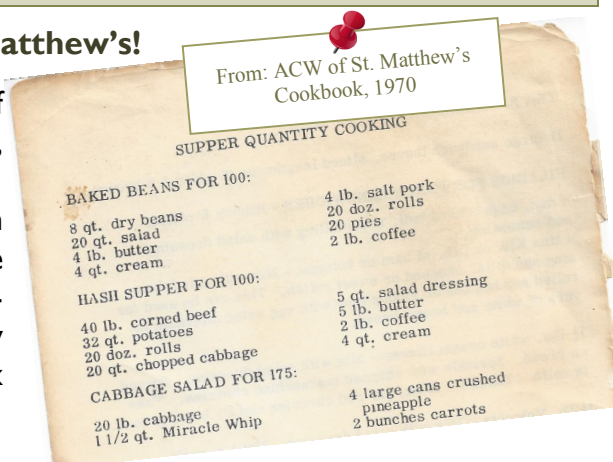 atthew's!
From: ACW of St. Matthew's
Cookbook, 1970
f
e
y
k
SUPPER QUANTITY COOKING
BAKED BEANS FOR 100:
8 qt. dry beans
20 qt. salad
4 lb. butter
4 qt. cream
4 lb. salt pork
20 doz. rolls
20 pies
2 lb. coffee
HASH SUPPER FOR 100:
40 lb. corned beef
32 qt. potatoes
20 doz. rolls
20 qt. chopped cabbage
5 qt. salad dressing
5 lb. butter
2 lb. coffee
4 qt. cream
CABBAGE SALAD FOR 175:
20 lb. cabbage
1 1/2 qt. Miracle Whip
4 large cans crushed
pineapple
2 bunches carrots